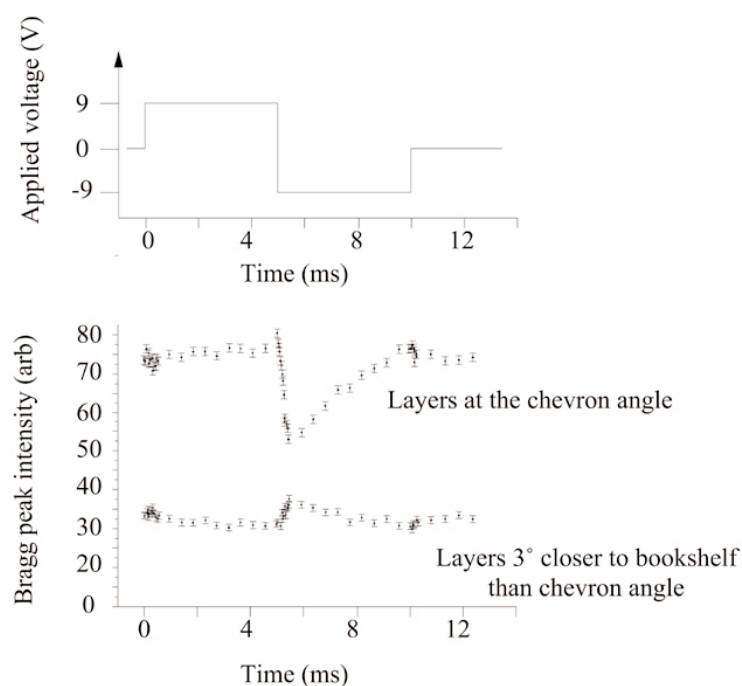 Applied voltage (V)
9
0
-9
0 4 8 12
Time (ms)
Bragg peak intensity (arb)
80
70
60
50
40
30
20
10
0
Layers at the chevron angle
Layers 3° closer to bookshelf
than chevron angle
0 4 8 12
Time (ms)